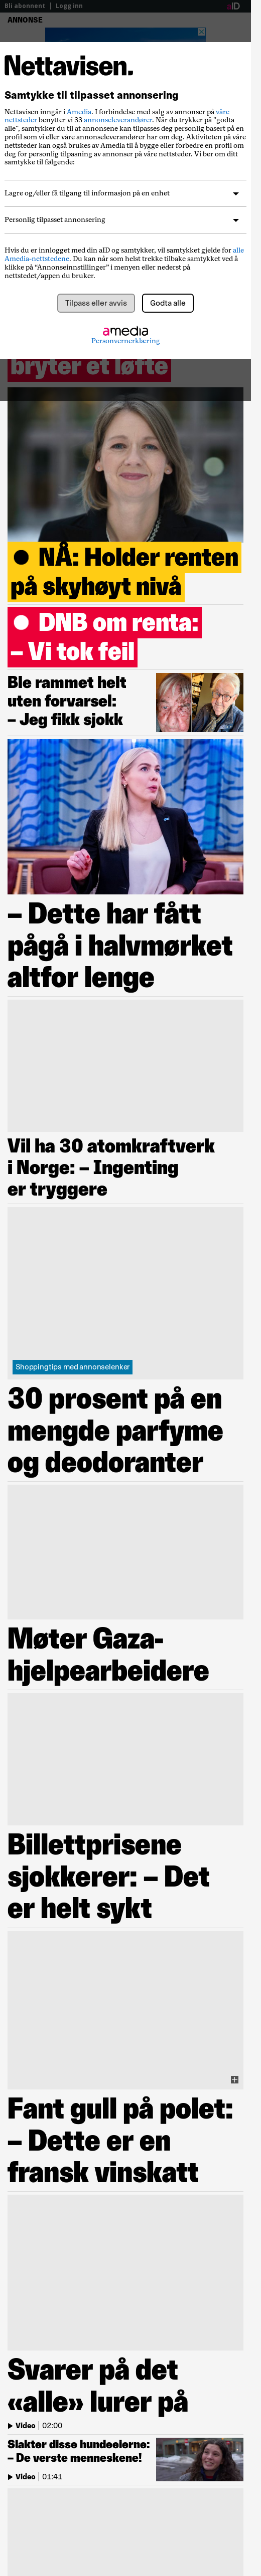 Bli abonnent | Logg inn
aID
ANNONSE
Nettavisen.
Samtykke til tilpasset annonsering
Nettavisen ingår i Amedia. I forbindelse med salg av annonser på våre
nettsteder benytter vi 33 annonseleverandører. Når du trykker på "godta
alle", samtykker du til at annonsene kan tilpasses deg personlig basert på en
profil som vi eller våre annonseleverandører har om deg. Aktiviteten på våre
nettsteder kan også brukes av Amedia til å bygge eller forbedre en profil om
deg for personlig tilpasning av annonser på våre nettsteder. Vi ber om ditt
samtykke til følgende:
Lagre og/eller få tilgang til informasjon på en enhet
Personlig tilpasset annonsering
Hvis du er innlogget med din aID og samtykker, vil samtykket gjelde for alle
Amedia-nettstedene. Du kan når som helst trekke tilbake samtykket ved å
klikke på “Annonseinnstillinger” i menyen eller nederst på
nettstedet/appen du bruker.
Tilpass eller avvis
Godta alle
amedia
Personvernerklæring
bryter et løfte
NÅ: Holder renten
på skyhøyt nivå
DNB om renta:
– Vi tok feil
Ble rammet helt
uten forvarsel:
– Jeg fikk sjokk
– Dette har fått
pågå i halvmørket
altfor lenge
Vil ha 30 atomkraftverk
i Norge: – Ingenting
er tryggere
Shoppingtips med annonselenker
30 prosent på en
mengde parfyme
og deodoranter
Møter Gaza-
hjelpearbeidere
Billettprisene
sjokkerer: – Det
er helt sykt
Fant gull på polet:
– Dette er en
fransk vinskatt
Svarer på det
«alle» lurer på
Video | 02:00
Slakter disse hundeeierne:
– De verste menneskene!
Video | 01:41